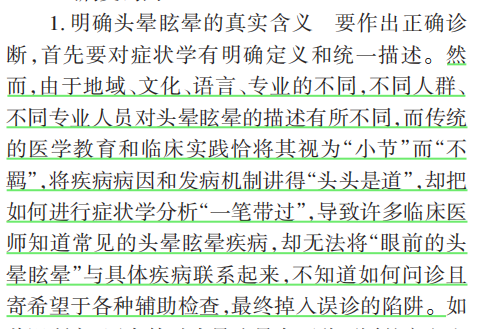 1. 明确头晕眩晕的真实含义　要作出正确诊
断,首先要对症状学有明确定义和统一描述。然
而,由于地域、文化、语言、专业的不同,不同人群、
不同专业人员对头晕眩晕的描述有所不同,而传统
的医学教育和临床实践恰将其视为“小节”而“不
羁”,将疾病病因和发病机制讲得“头头是道”,却把
如何进行症状学分析“一笔带过”,导致许多临床医
师知道常见的头晕眩晕疾病,却无法将“眼前的头
晕眩晕”与具体疾病联系起来,不知道如何问诊且
寄希望于各种辅助检查,最终掉入误诊的陷阱。如